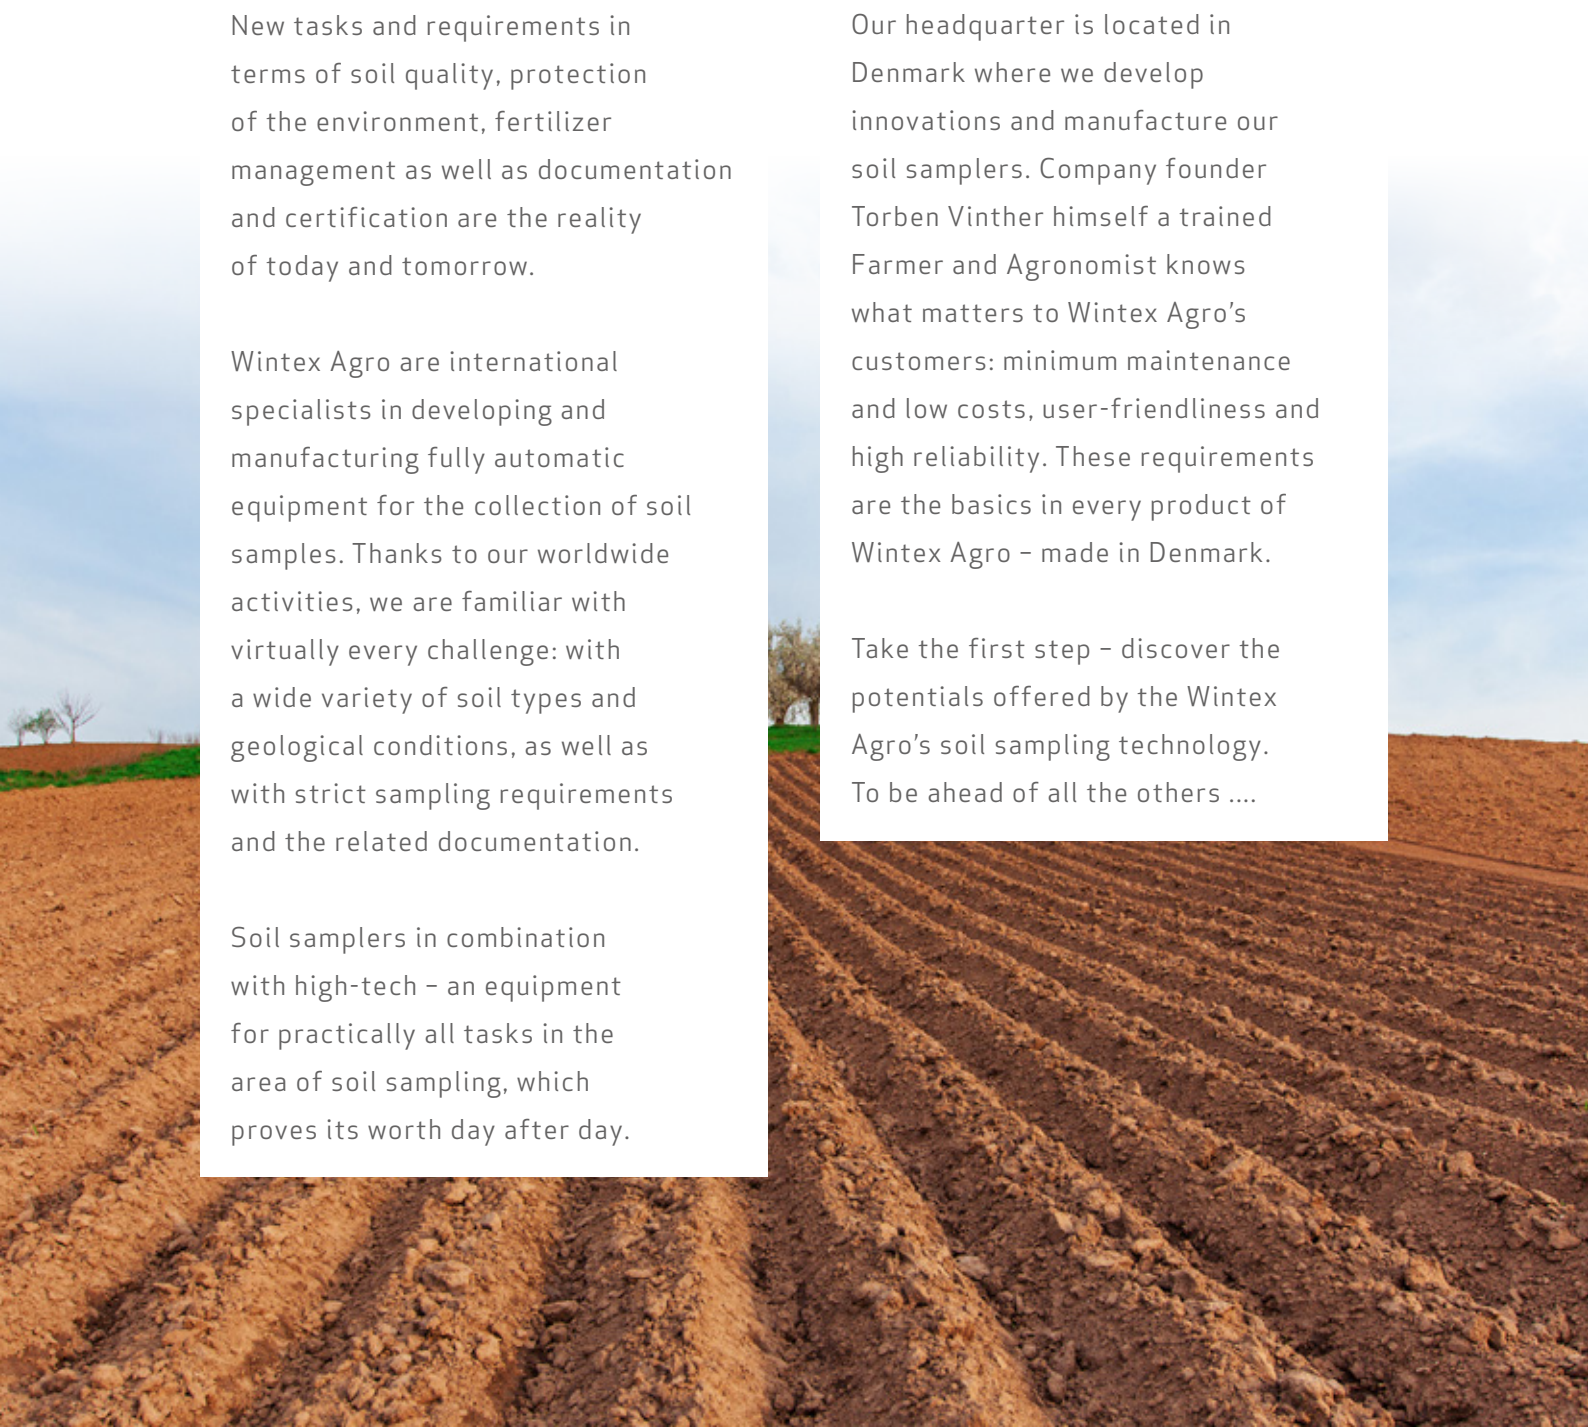 New tasks and requirements in
terms of soil quality, protection
of the environment, fertilizer
management as well as documentation
and certification are the reality
of today and tomorrow.
Wintex Agro are international
specialists in developing and
manufacturing fully automatic
equipment for the collection of soil
samples. Thanks to our worldwide
activities, we are familiar with
virtually every challenge: with
a wide variety of soil types and
geological conditions, as well as
with strict sampling requirements
and the related documentation.
Soil samplers in combination
with high-tech – an equipment
for practically all tasks in the
area of soil sampling, which
proves its worth day after day.
Our headquarter is located in
Denmark where we develop
innovations and manufacture our
soil samplers. Company founder
Torben Vinther himself a trained
Farmer and Agronomist knows
what matters to Wintex Agro’s
customers: minimum maintenance
and low costs, user-friendliness and
high reliability. These requirements
are the basics in every product of
Wintex Agro – made in Denmark.
Take the first step – discover the
potentials offered by the Wintex
Agro’s soil sampling technology.
To be ahead of all the others ....